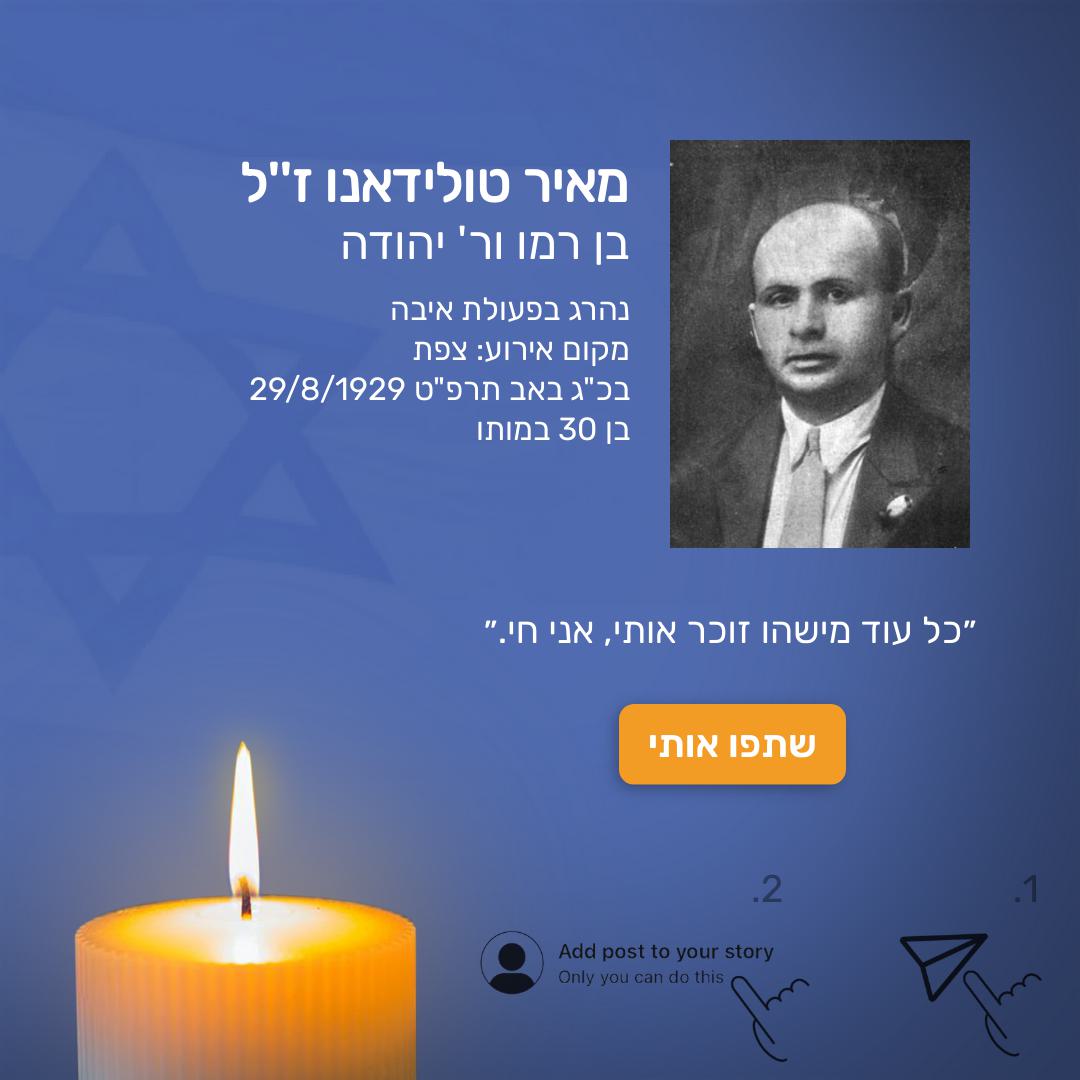 מאיר טולידאנו ז''ל
בן רמו ור' יהודה
נהרג בפעולת איבה
מקום אירוע: צפת
בכ"ג באב תרפ"ט 29/8/1929
בן 30 במותו
״כל עוד מישהו זוכר אותי, אני חי.״
שתפו אותי
1.
2.
Add post to your story
Only you can do this